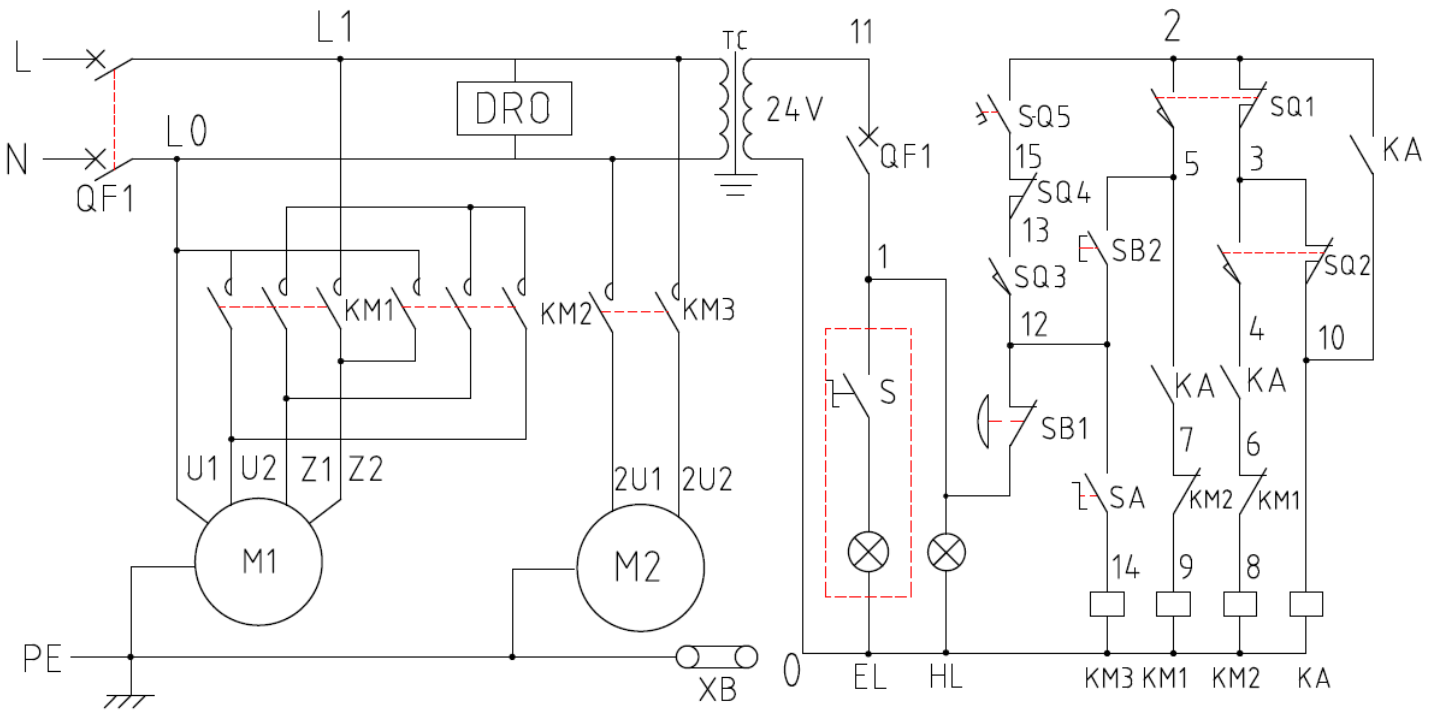 L
L1
TC
11
2
DRO
24V
SQ5
SQ1
L0
N
QF1
QF1
15
5
3
KA
SQ4
13
SB2
1
SQ3
SQ2
KM1
KM2
KM3
12
4
10
S
KA
KA
SB1
7
6
U1
U2
Z1
Z2
2U1
2U2
SA
KM2
KM1
M1
M2
14
9
8
PE
XB
0
EL
HL
KM3
KM1
KM2
KA